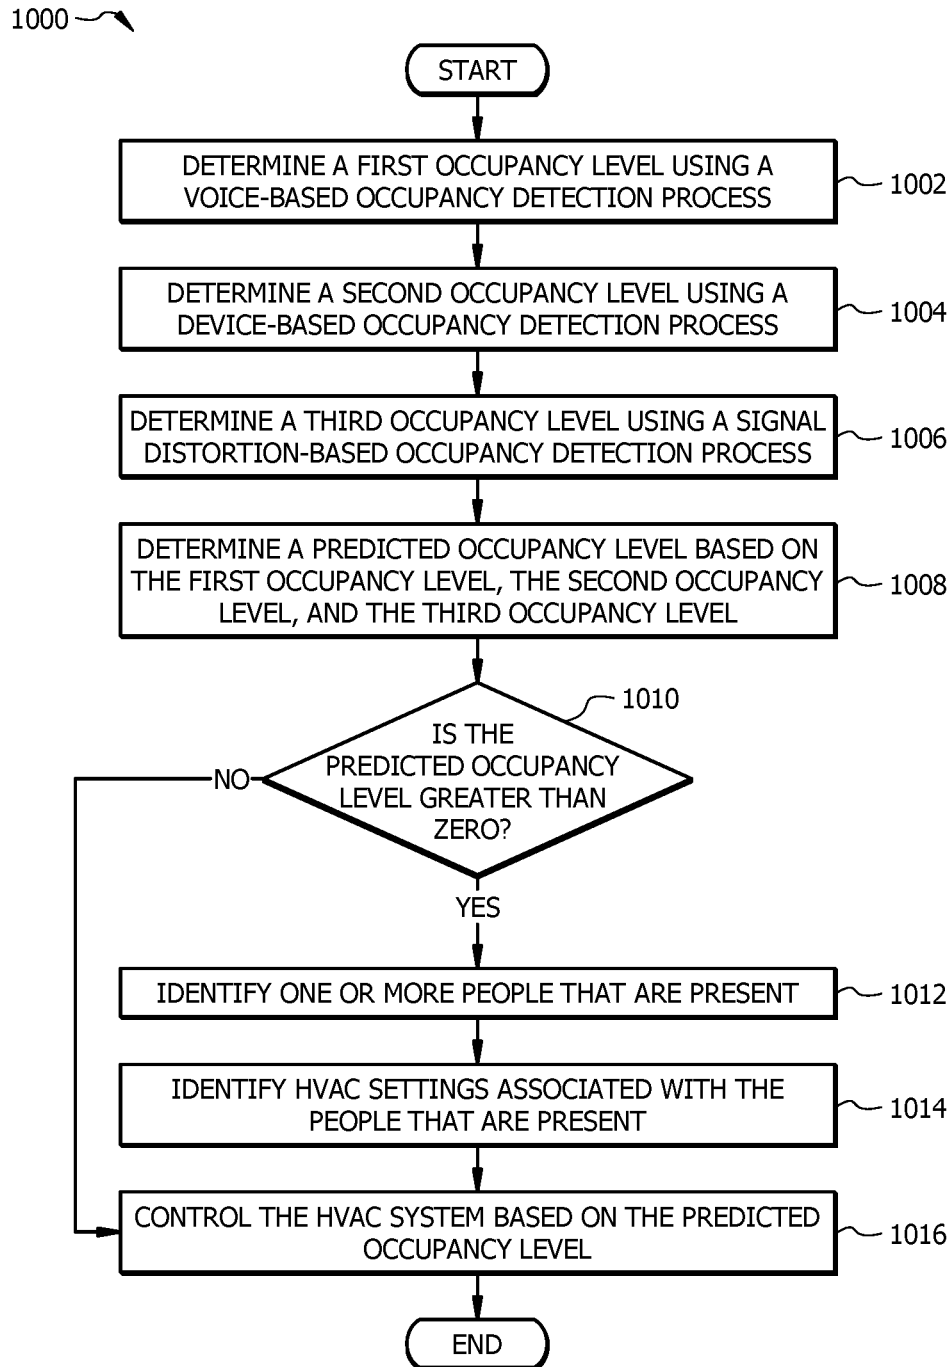 1000
START
DETERMINE A FIRST OCCUPANCY LEVEL USING A
VOICE-BASED OCCUPANCY DETECTION PROCESS
1002
DETERMINE A SECOND OCCUPANCY LEVEL USING A
DEVICE-BASED OCCUPANCY DETECTION PROCESS
1004
DETERMINE A THIRD OCCUPANCY LEVEL USING A SIGNAL
DISTORTION-BASED OCCUPANCY DETECTION PROCESS
1006
DETERMINE A PREDICTED OCCUPANCY LEVEL BASED ON
THE FIRST OCCUPANCY LEVEL, THE SECOND OCCUPANCY
LEVEL, AND THE THIRD OCCUPANCY LEVEL
1008
1010
IS THE
PREDICTED OCCUPANCY
LEVEL GREATER THAN
ZERO?
NO
YES
IDENTIFY ONE OR MORE PEOPLE THAT ARE PRESENT
1012
IDENTIFY HVAC SETTINGS ASSOCIATED WITH THE
PEOPLE THAT ARE PRESENT
1014
CONTROL THE HVAC SYSTEM BASED ON THE PREDICTED
OCCUPANCY LEVEL
1016
END